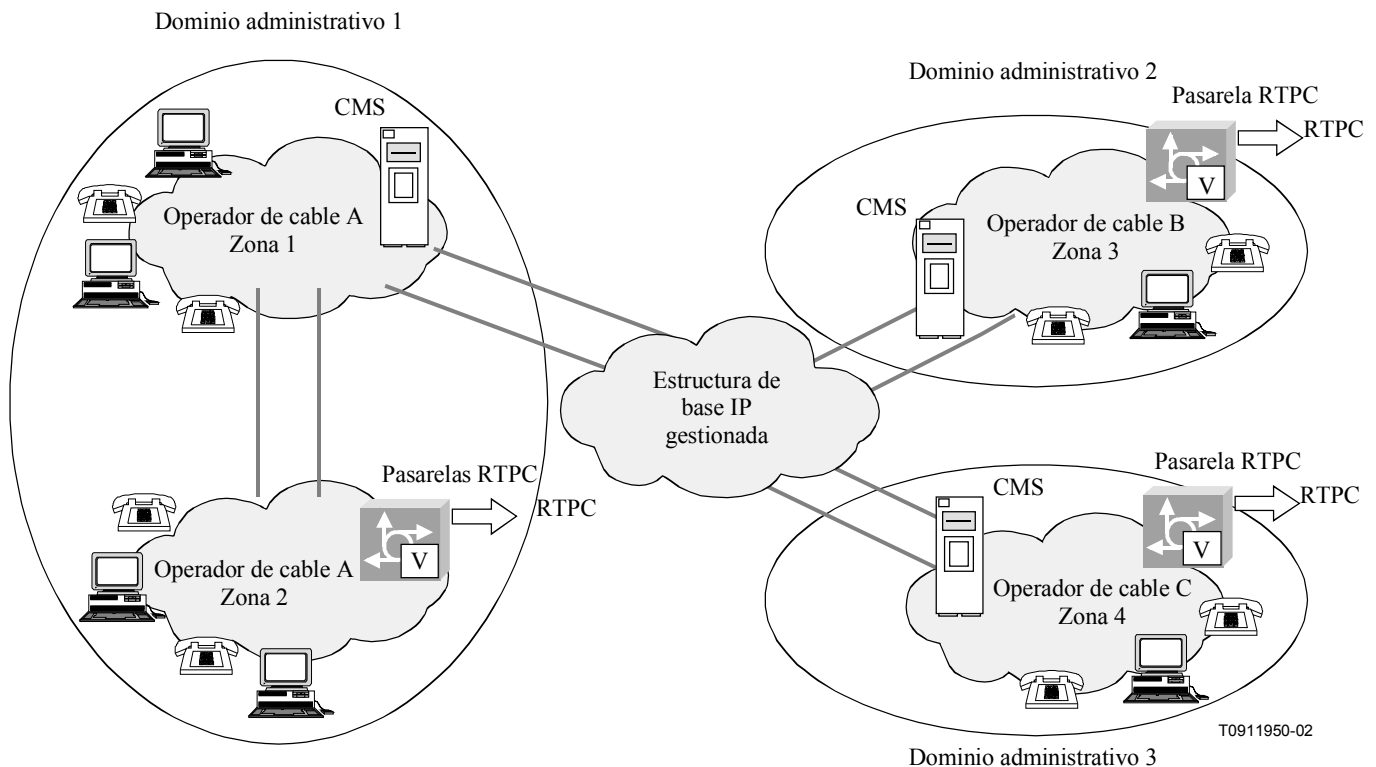 Dominio administrativo 1
CMS
Operador de cable A
Zona 1
Dominio administrativo 2
Pasarela RTPC
RTPC
V
CMS
Operador de cable B
Zona 3
Estructura de
base IP
gestionada
Pasarelas RTPC
RTPC
V
Operador de cable A
Zona 2
Pasarela RTPC
RTPC
CMS
V
Operador de cable C
Zona 4
T0911950-02
Dominio administrativo 3